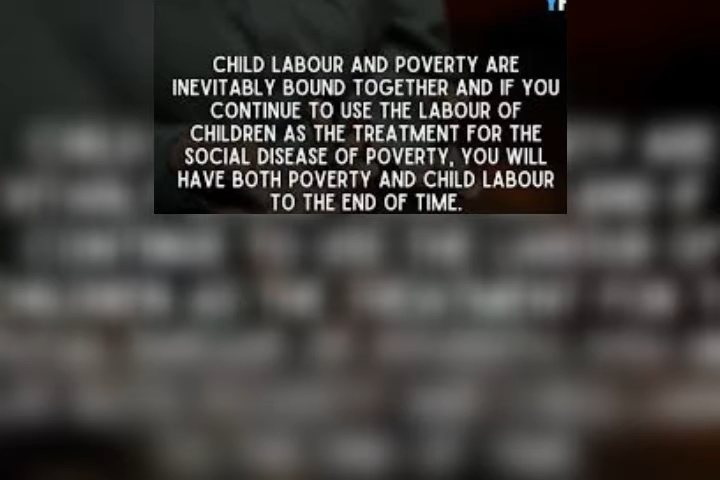 CHILD LABOUR AND POVERTY ARE
INEVITABLY BOUND TOGETHER AND IF YOU
CONTINUE TO USE THE LABOUR OF
CHILDREN AS THE TREATMENT FOR THE
SOCIAL DISEASE OF POVERTY, YOU WILL
HAVE BOTH POVERTY AND CHILD LABOUR
TO THE END OF TIME.